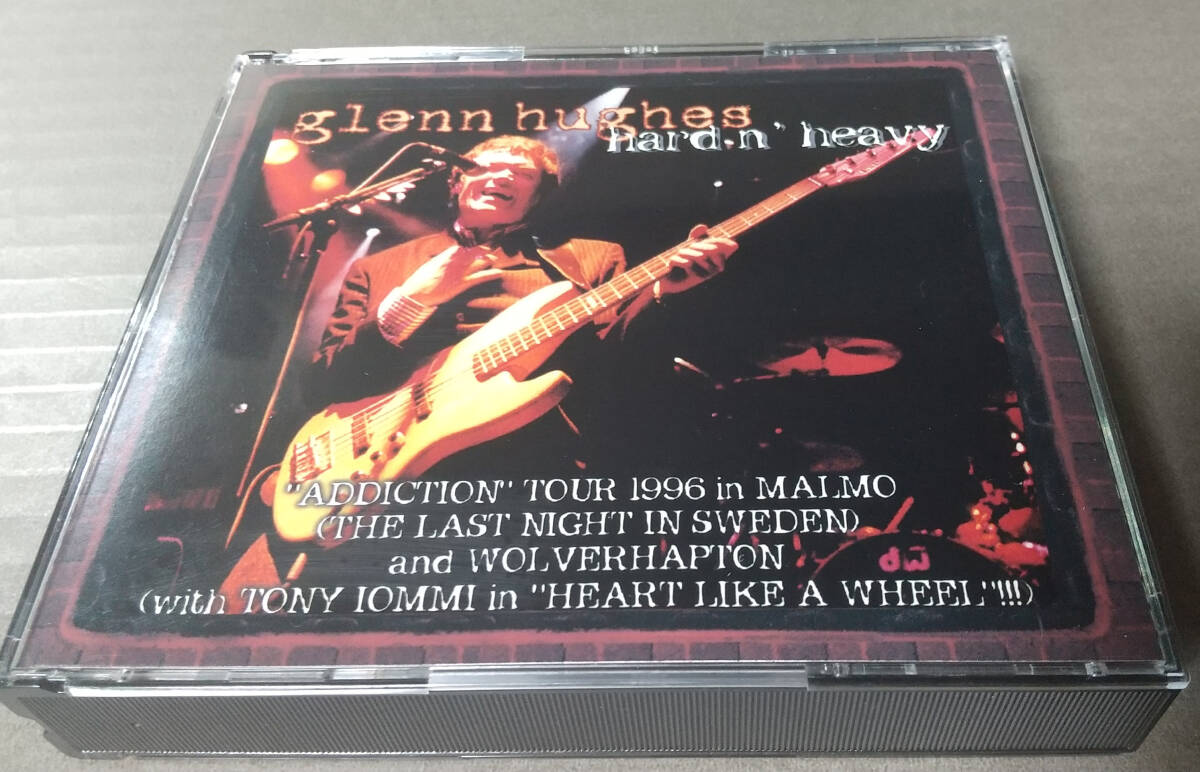 glenn hughes
hard n' heavy
"ADDICTION" TOUR 1996 in MALMO
(THE LAST NIGHT IN SWEDEN)
and WOLVERHAPTON
(with TONY IOMMI in "HEART LIKE A WHEEL"!!!)
dw